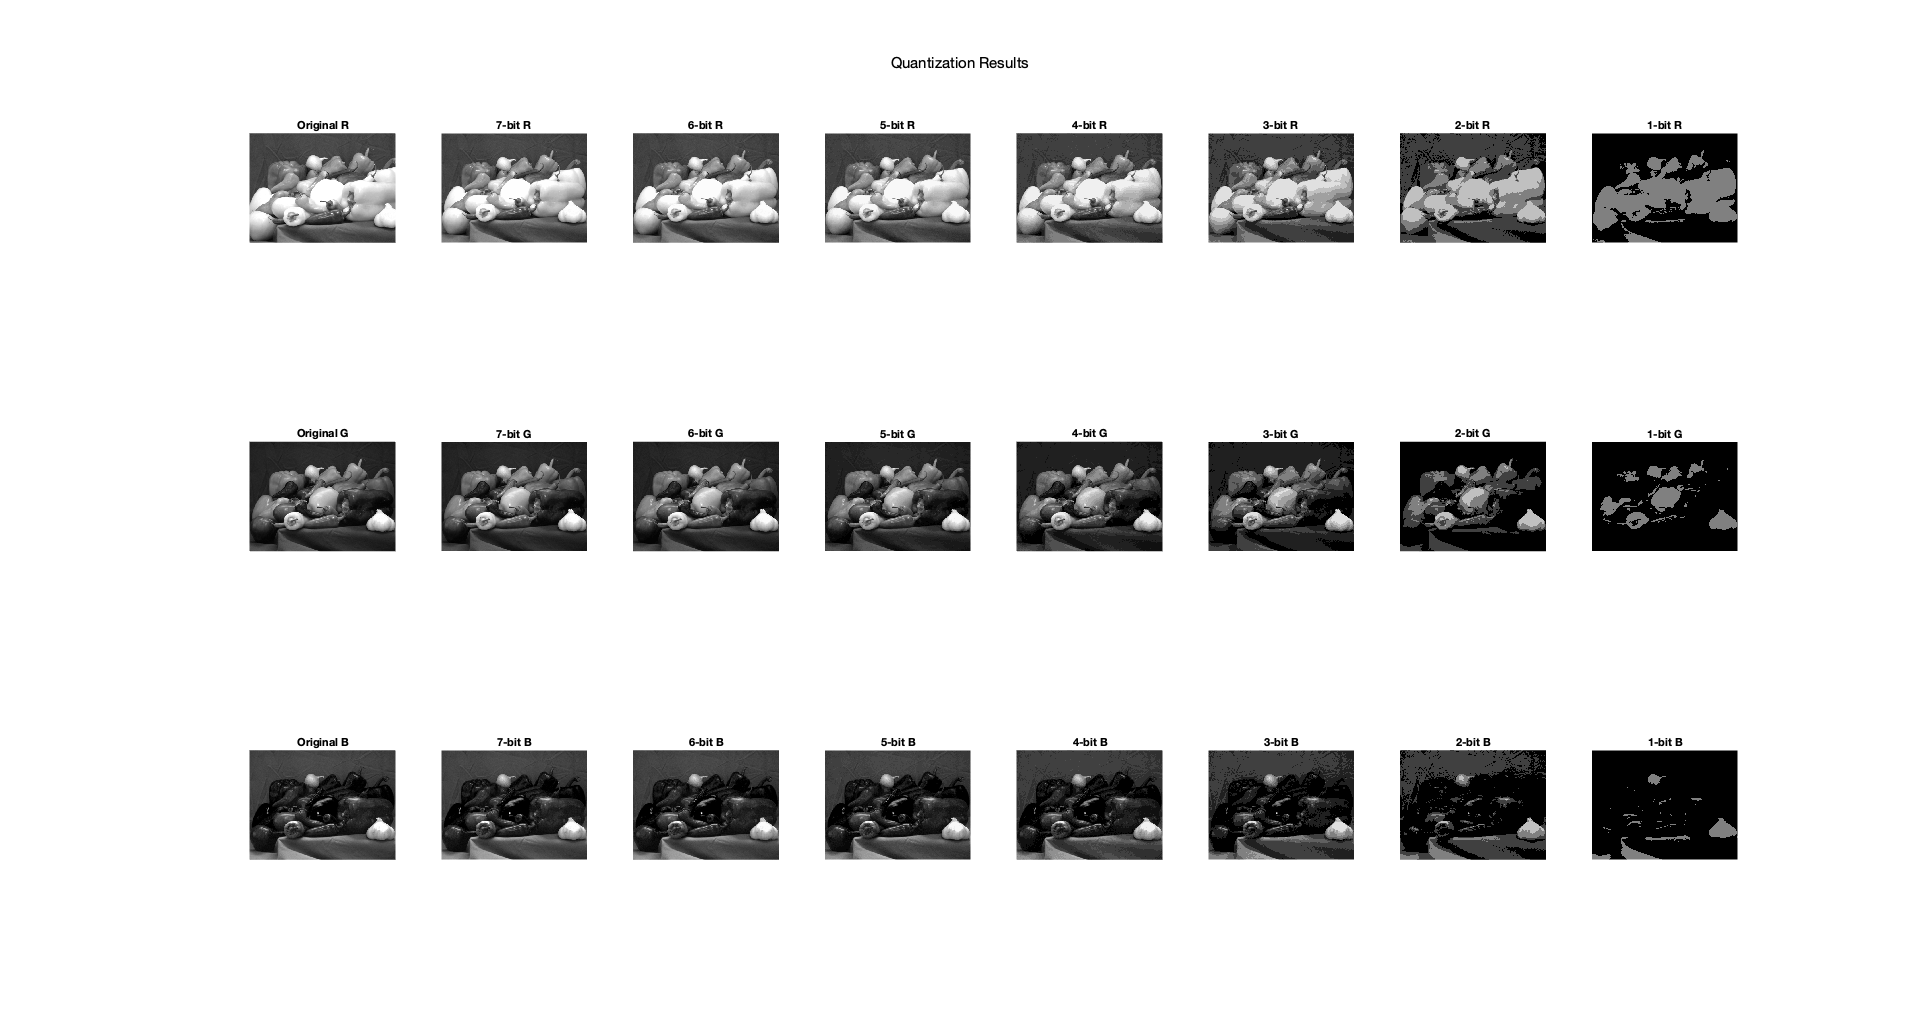 Quantization Results
Original R 7-bit R 6-bit R 5-bit R 4-bit R 3-bit R 2-bit R 1-bit R
Original G 7-bit G 6-bit G 5-bit G 4-bit G 3-bit G 2-bit G 1-bit G
Original B 7-bit B 6-bit B 5-bit B 4-bit B 3-bit B 2-bit B 1-bit B